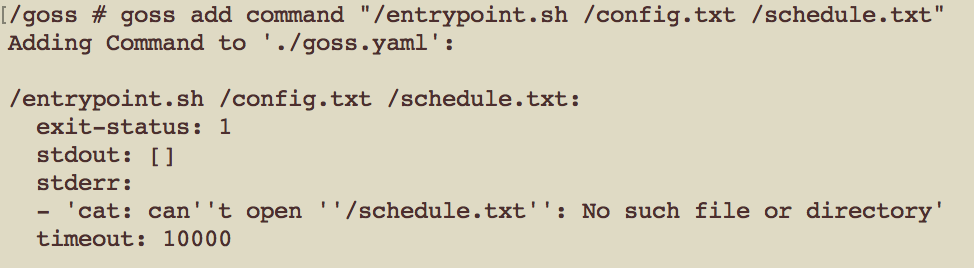 [/goss # goss add command "/entrypoint.sh /config.txt /schedule.txt"
Adding Command to './goss.yaml':
/entrypoint.sh /config.txt /schedule.txt:
exit-status: 1
stdout: []
stderr:
- 'cat: can''t open ''/schedule.txt'': No such file or directory'
timeout: 10000